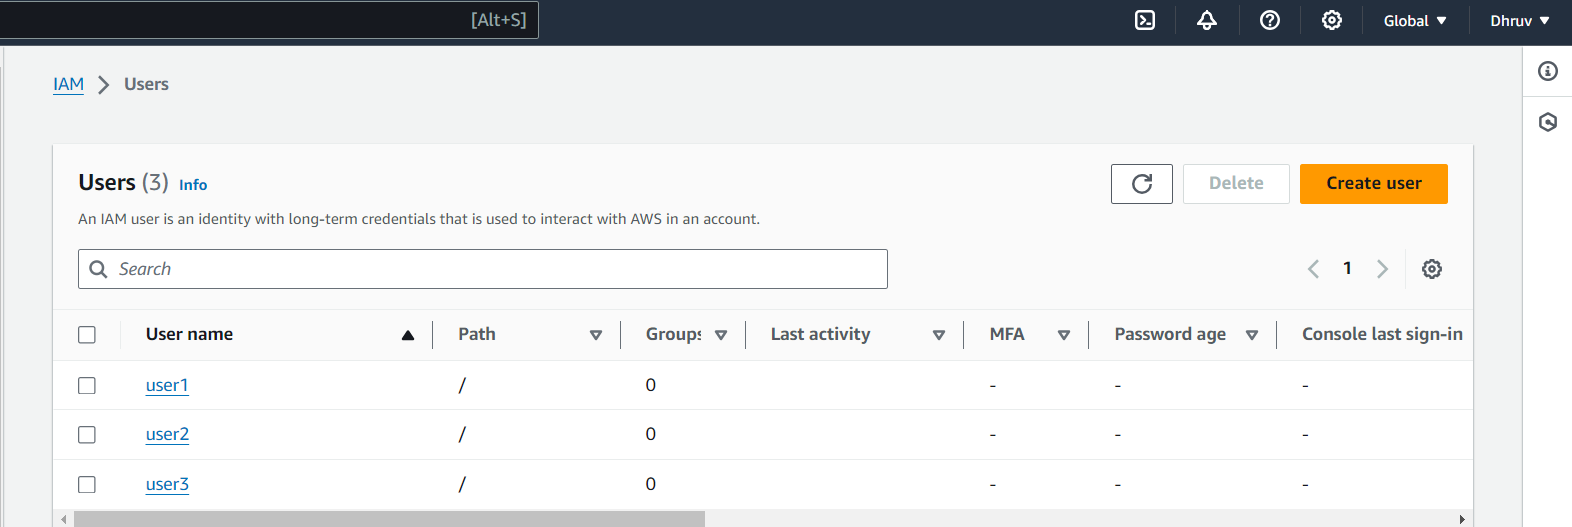 [Alt+S] Global Dhruv
IAM Users
Users (3) Info
Delete Create user
An IAM user is an identity with long-term credentials that is used to interact with AWS in an account.
Search 1
User name Path Groups Last activity MFA Password age Console last sign-in
user1 / 0 - - -
user2 / 0 - - -
user3 / 0 - - -